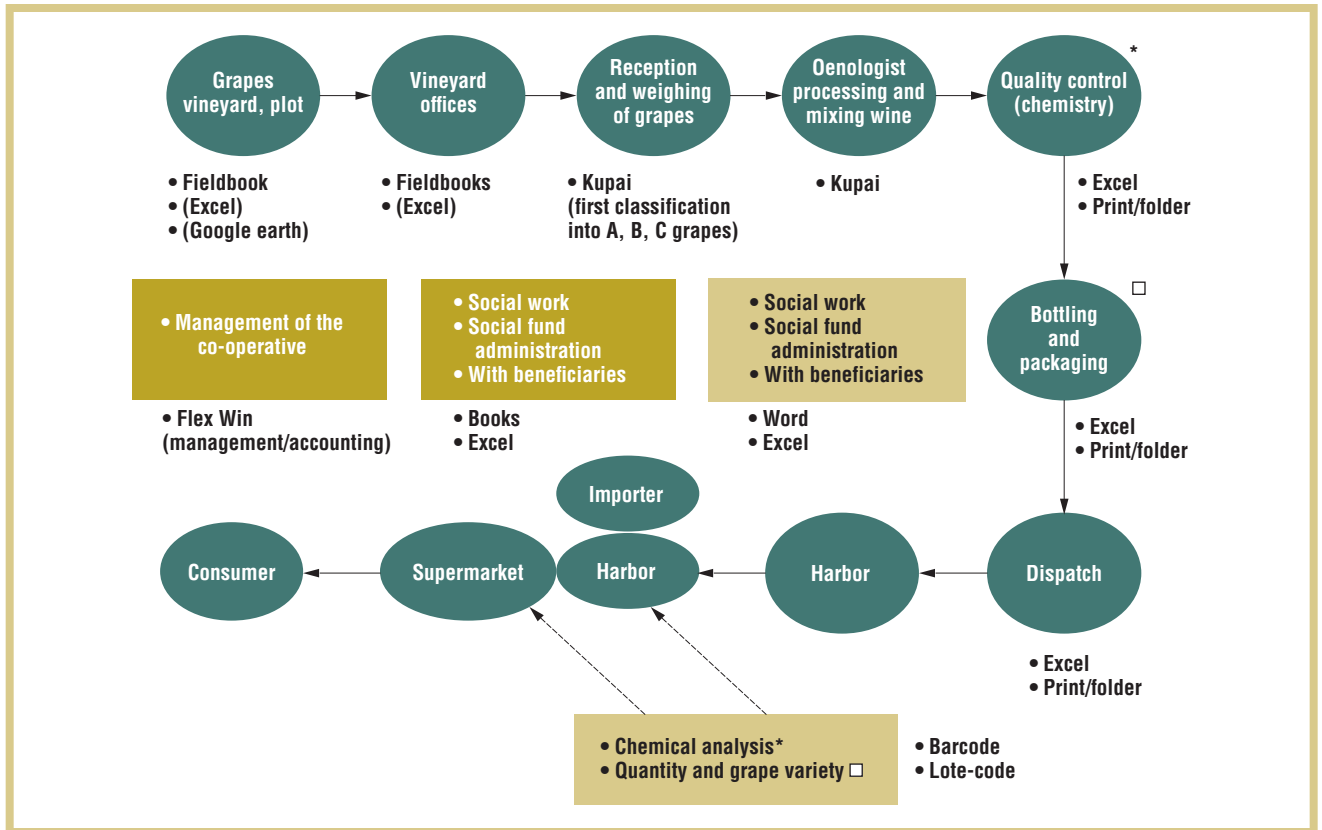 Grapes
vineyard, plot
Vineyard
offices
Reception
and weighing
of grapes
Oenologist
processing and
mixing wine
*
Quality control
(chemistry)
• Fieldbook
• (Excel)
• (Google earth)
• Fieldbooks
• (Excel)
• Kupai
(first classification
into A, B, C grapes)
• Kupai
• Excel
• Print/folder
• Management of the
co-operative
• Social work
• Social fund
administration
• With beneficiaries
• Social work
• Social fund
administration
• With beneficiaries
□
Bottling
and
packaging
• Flex Win
(management/accounting)
• Books
• Excel
• Word
• Excel
• Excel
• Print/folder
Importer
Consumer
Supermarket
Harbor
Harbor
Dispatch
• Excel
• Print/folder
• Chemical analysis*
• Quantity and grape variety □
• Barcode
• Lote-code